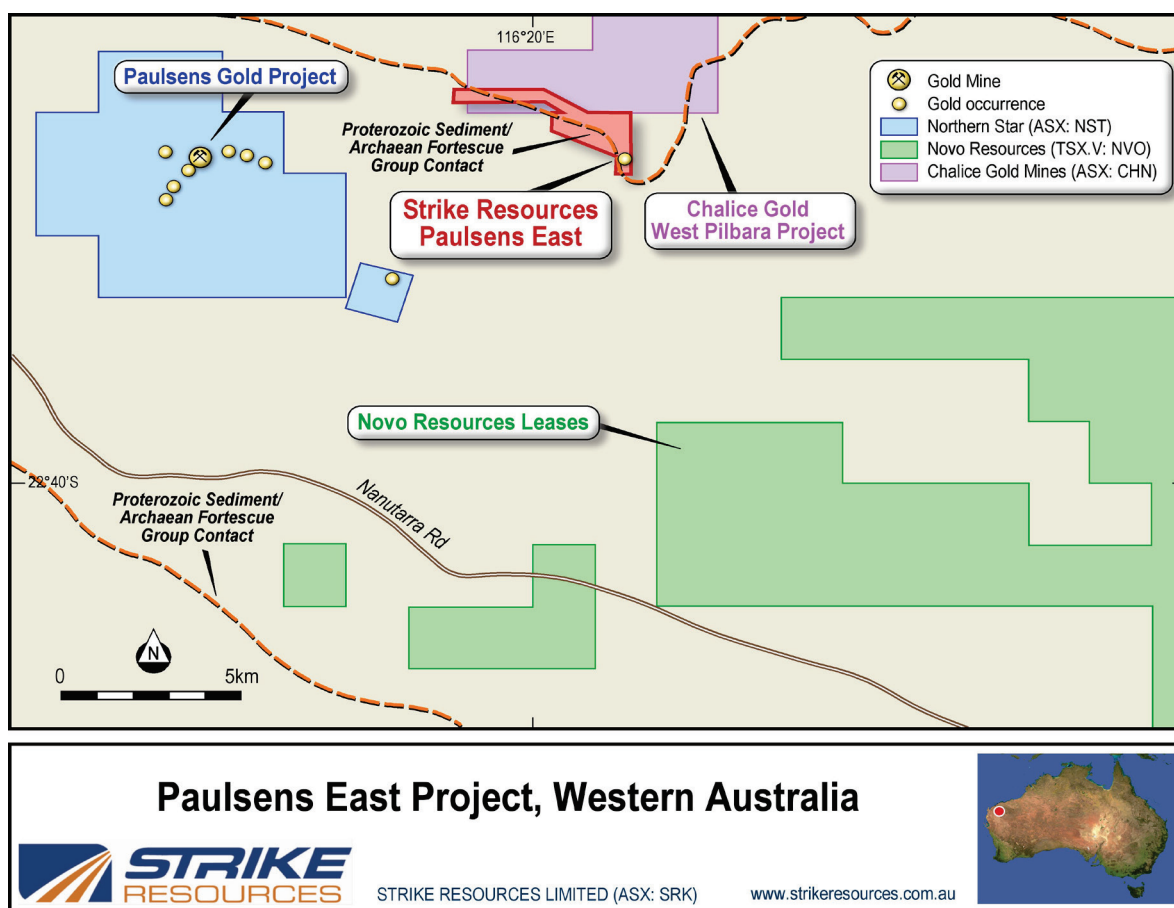 116°20'E
Paulsens Gold Project
Gold Mine
Gold occurrence
Northern Star (ASX: NST)
Novo Resources (TSX.V: NVO)
Chalice Gold Mines (ASX: CHN)
Proterozoic Sediment/
Archaean Fortescue
Group Contact
Strike Resources
Paulsens East
Chalice Gold
West Pilbara Project
Novo Resources Leases
22°40'S
Proterozoic Sediment/
Archaean Fortescue
Group Contact
Nanutarra Rd
N
0 5km
Paulsens East Project, Western Australia
STRIKE
RESOURCES
STRIKE RESOURCES LIMITED (ASX: SRK)
www.strikeresources.com.au